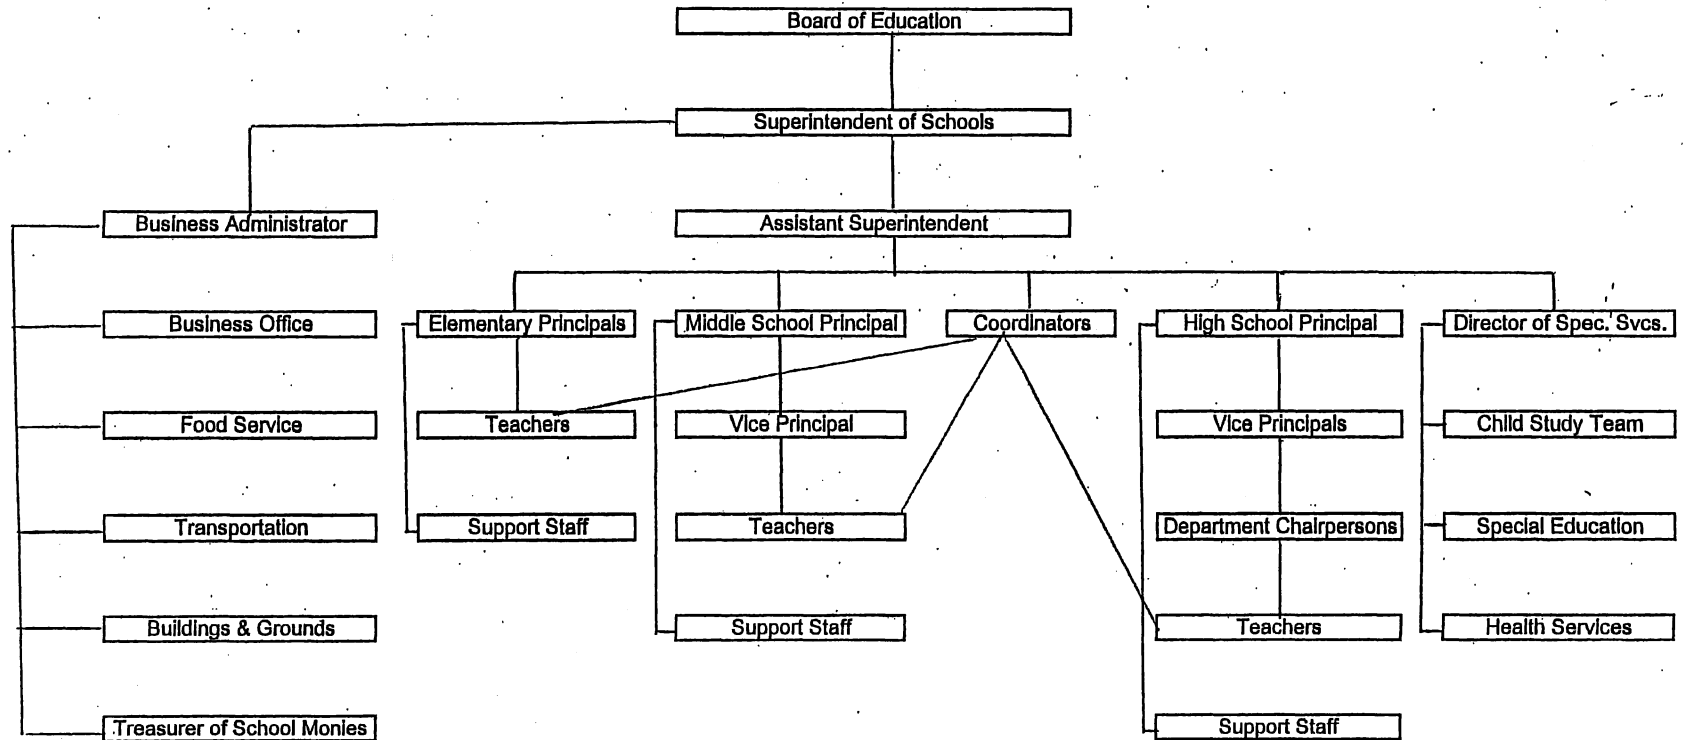 Board of Education
Superintendent of Schools
Business Administrator
Assistant Superintendent
Business Office
Elementary Principals
Middle School Principal
Coordinators
High School Principal
Director of Spec. Svcs.
Food Service
Teachers
Vice Principal
Vice Principals
Child Study Team
Transportation
Support Staff
Teachers
Department Chairpersons
Special Education
Buildings & Grounds
Support Staff
Teachers
Health Services
Treasurer of School Monies
Support Staff